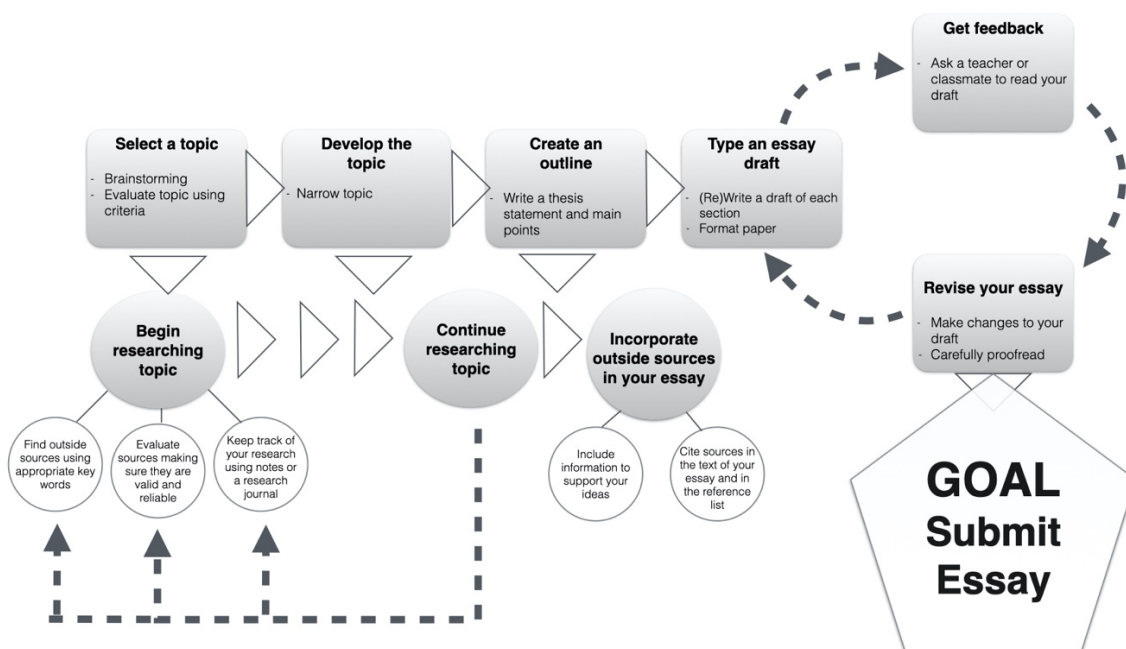 Get feedback
- Ask a teacher or
classmate to read your
draft
Select a topic
- Brainstorming
- Evaluate topic using
criteria
Develop the
topic
- Narrow topic
Create an
outline
- Write a thesis
statement and main
points
Type an essay
draft
- (Re)Write a draft of each
section
- Format paper
Revise your essay
- Make changes to your
draft
- Carefully proofread
Begin
researching
topic
Continue
researching
topic
Incorporate
outside sources
in your essay
Find outside
sources using
appropriate key
words
Evaluate
sources making
sure they are
valid and
reliable
Keep track of
your research
using notes or
a research
journal
Include
information to
support your
ideas
Cite sources in
the text of your
essay and in
the reference
list
GOAL
Submit
Essay